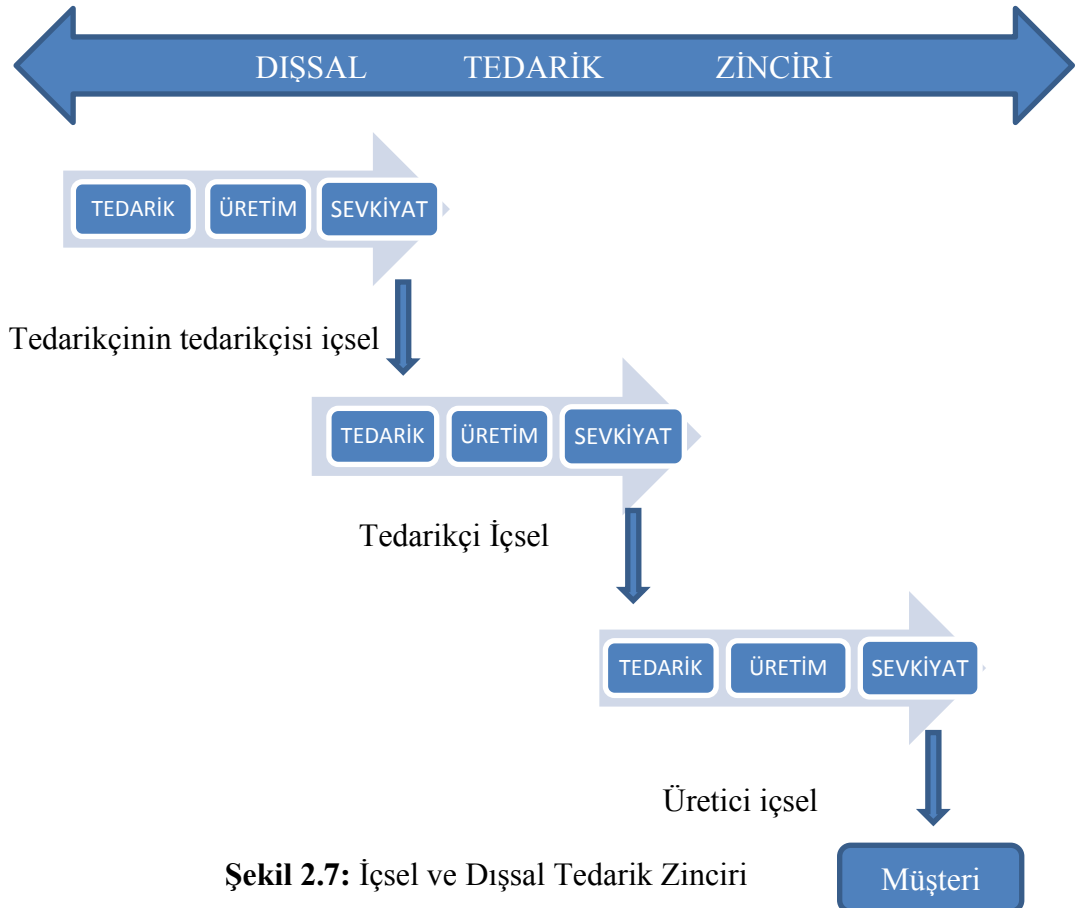 DIŞSAL TEDARİK ZİNCİRİ
TEDARİK ÜRETİM SEVKİYAT
Tedarikçinin tedarikçisi içsel
TEDARİK ÜRETİM SEVKİYAT
Tedarikçi İçsel
TEDARİK ÜRETİM SEVKİYAT
Üretici içsel
Şekil 2.7: İçsel ve Dışsal Tedarik Zinciri
Müşteri